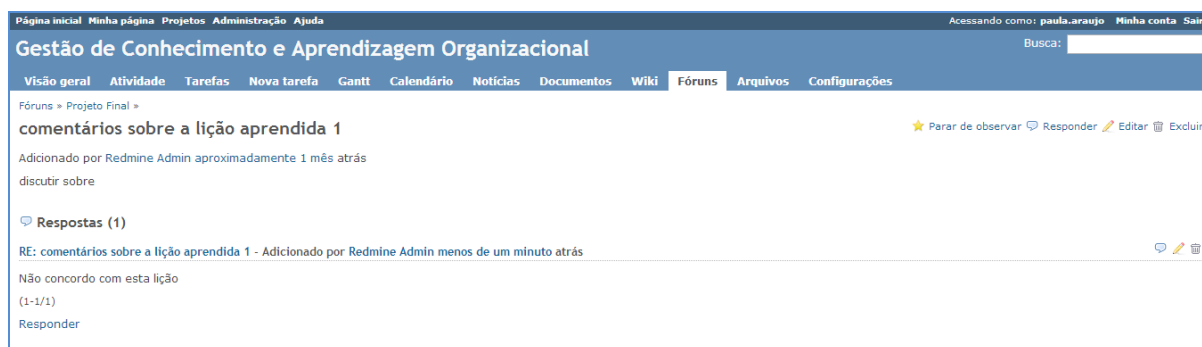 Página inicial Minha página Projetos Administração Ajuda Acessando como: paula.araujo Minha conta Sair
Gestão de Conhecimento e Aprendizagem Organizacional Busca:
Visão geral Atividade Tarefas Nova tarefa Gantt Calendário Notícias Documentos Wiki Fóruns Arquivos Configurações
Fóruns » Projeto Final »
comentários sobre a lição aprendida 1 Parar de observar Responder Editar Excluir
Adicionado por Redmine Admin aproximadamente 1 mês atrás
discutir sobre
Respostas (1)
RE: comentários sobre a lição aprendida 1 - Adicionado por Redmine Admin menos de um minuto atrás
Não concordo com esta lição
(1-1/1)
Responder